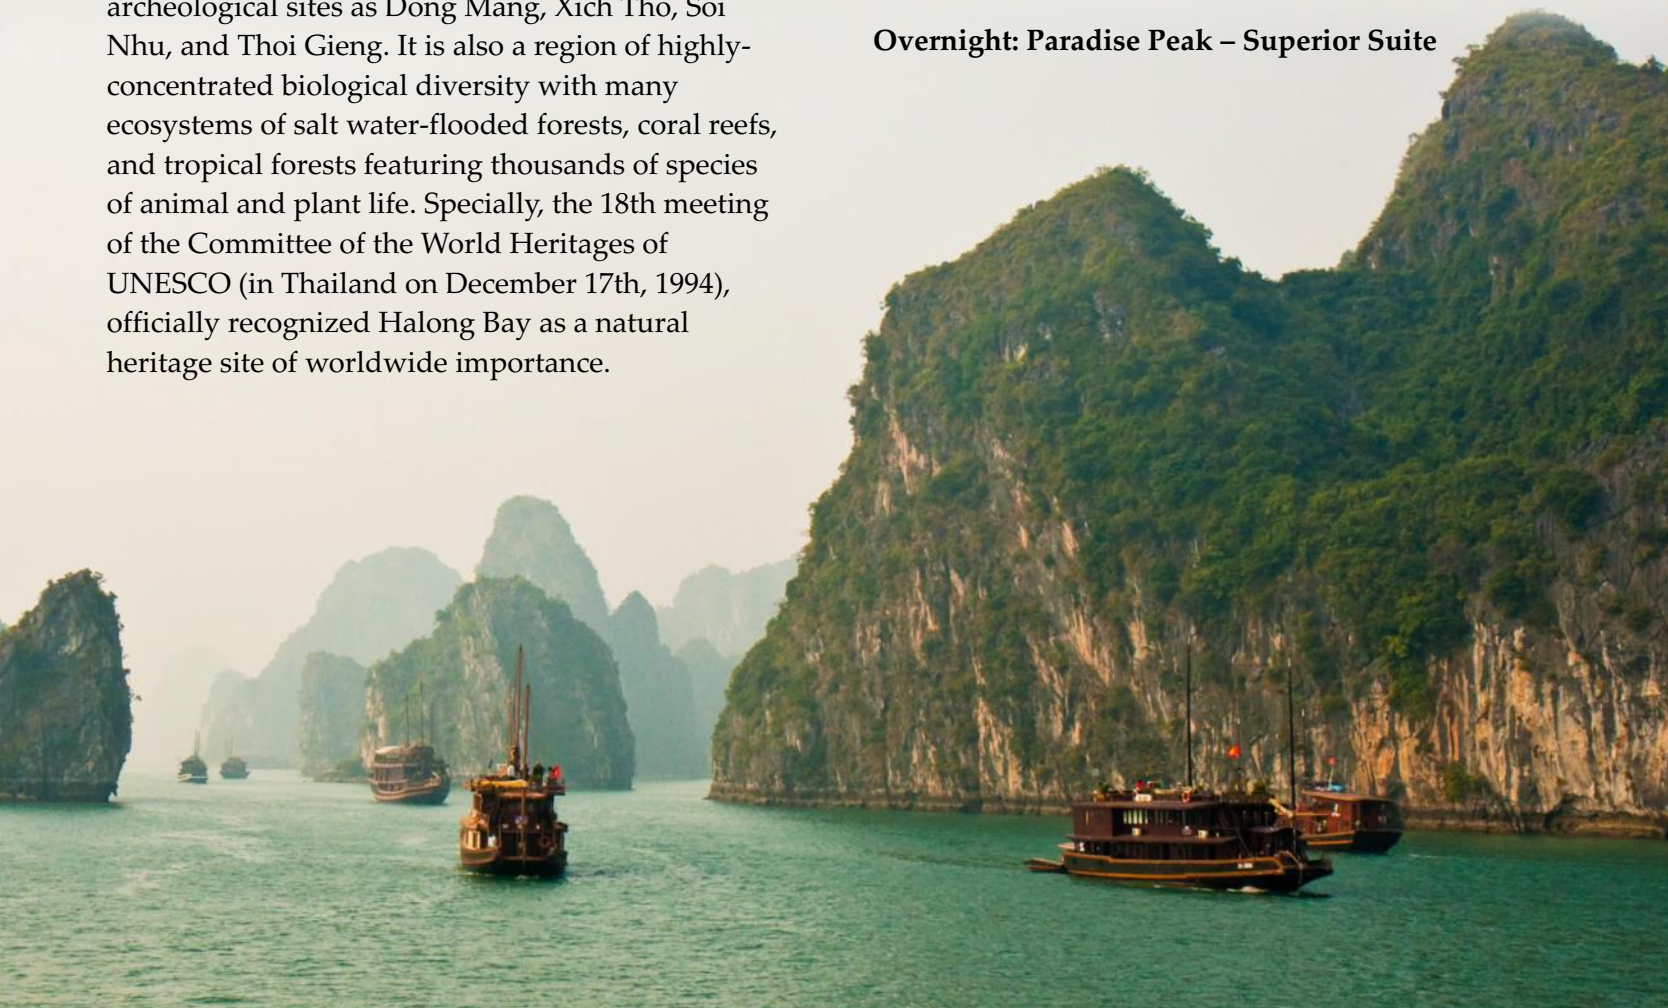 archeological sites as Dong Mang, Xich Tho, Soi
Nhu, and Thoi Gieng. It is also a region of highly-
concentrated biological diversity with many
ecosystems of salt water-flooded forests, coral reefs,
and tropical forests featuring thousands of species
of animal and plant life. Specially, the 18th meeting
of the Committee of the World Heritages of
UNESCO (in Thailand on December 17th, 1994),
officially recognized Halong Bay as a natural
heritage site of worldwide importance.
Overnight: Paradise Peak – Superior Suite